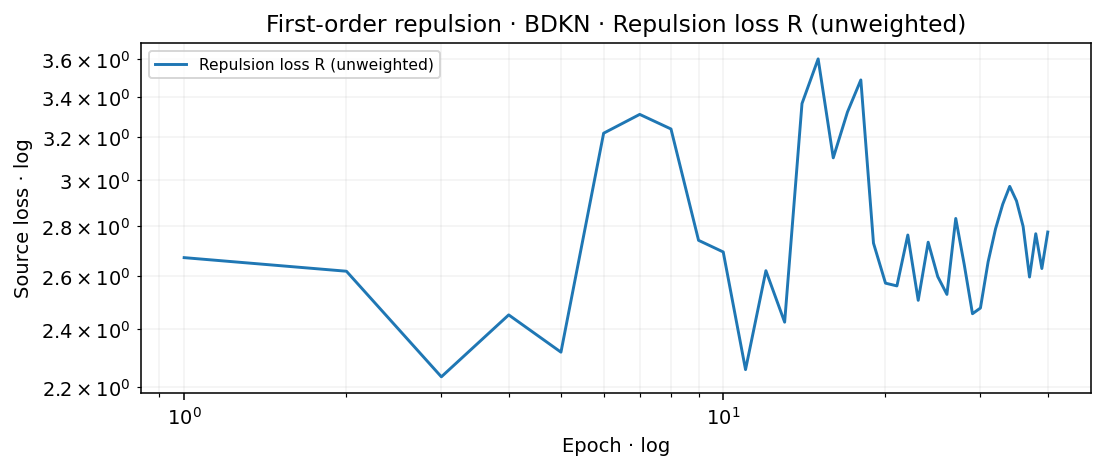 First-order repulsion · BDKN · Repulsion loss R (unweighted)
Repulsion loss R (unweighted)
Source loss · log
3.6 × 10⁰
3.4 × 10⁰
3.2 × 10⁰
3 × 10⁰
2.8 × 10⁰
2.6 × 10⁰
2.4 × 10⁰
2.2 × 10⁰
10⁰ 10¹
Epoch · log